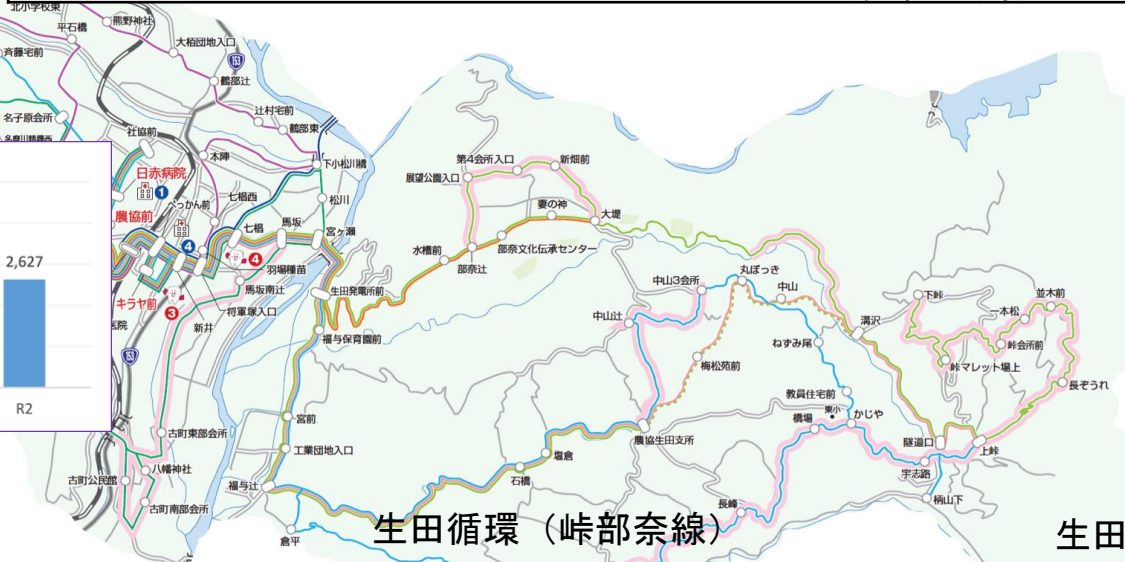 北小学校東
平石橋
熊野神社
斉藤宅前
大栢団地入口
153
鶴部辻
辻村宅前
鶴部東
名子原会所
社協前
本陣
下小松川橋
日赤病院
1
べっかん前
七椙西
松川
農協前
4
七椙
馬坂
宮ヶ瀬
4
羽場種苗
馬坂南辻
キラヤ前
3
新井
将軍塚入口
医院
153
2,627
R2
生田発電所前
福与保育園前
宮前
工業団地入口
福与辻
倉平
古町東部会所
八幡神社
古町公民館
古町南部会所
第4会所入口
新畑前
展望公園入口
妻の神
大堤
水槽前
部奈文化伝承センター
部奈辻
中山3会所
丸ぼっき
中山
中山辻
ねずみ尾
溝沢
梅松苑前
教員住宅前
橋場
東小
かじや
農協生田支所
塩倉
石橋
長峰
隧道口
上峠
宇志路
柄山下
下峠
一本松
並木前
峠会所前
峠マレット場上
長ぞうれ
生田循環（峠部奈線）
生田